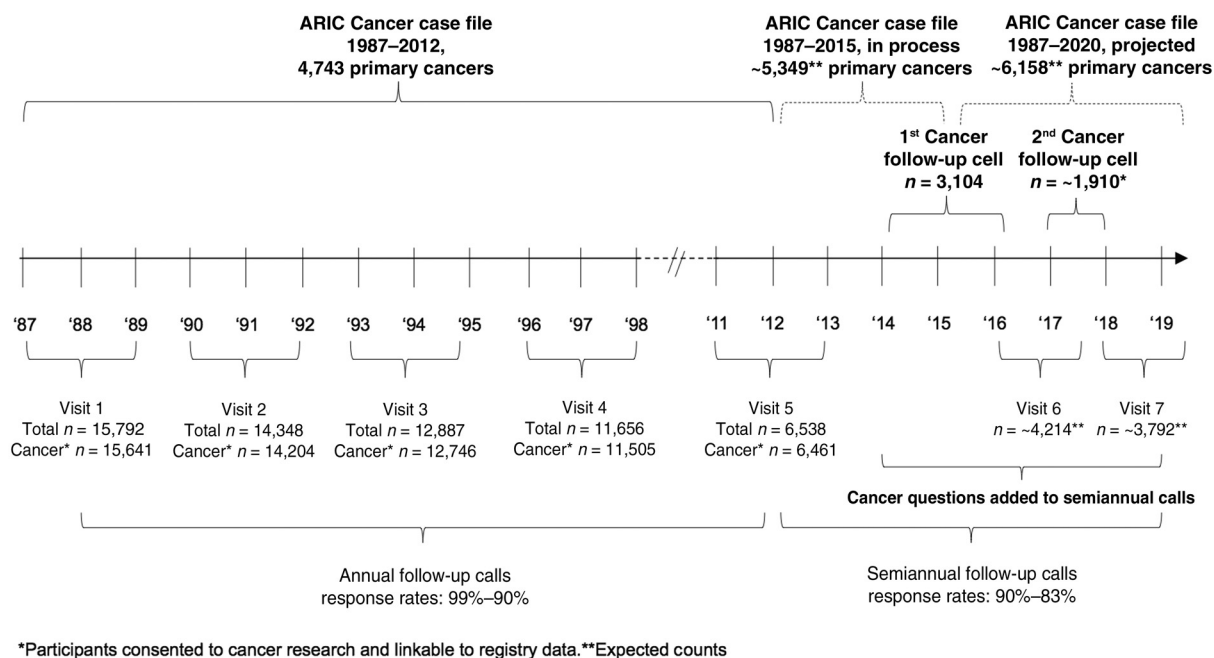 ARIC Cancer case file
1987–2012,
4,743 primary cancers
ARIC Cancer case file
1987–2015, in process
~5,349** primary cancers
ARIC Cancer case file
1987–2020, projected
~6,158** primary cancers
1st Cancer
follow-up cell
n = 3,104
2nd Cancer
follow-up cell
n = ~1,910*
‘87 ‘88 ‘89 ‘90 ‘91 ‘92 ‘93 ‘94 ‘95 ‘96 ‘97 ‘98 // ‘11 ‘12 ‘13 ‘14 ‘15 ‘16 ‘17 ‘18 ‘19
Visit 1
Total n = 15,792
Cancer* n = 15,641
Visit 2
Total n = 14,348
Cancer* n = 14,204
Visit 3
Total n = 12,887
Cancer* n = 12,746
Visit 4
Total n = 11,656
Cancer* n = 11,505
Visit 5
Total n = 6,538
Cancer* n = 6,461
Visit 6
n = ~4,214**
Visit 7
n = ~3,792**
Cancer questions added to semiannual calls
Annual follow-up calls
response rates: 99%–90%
Semiannual follow-up calls
response rates: 90%–83%
*Participants consented to cancer research and linkable to registry data.**Expected counts